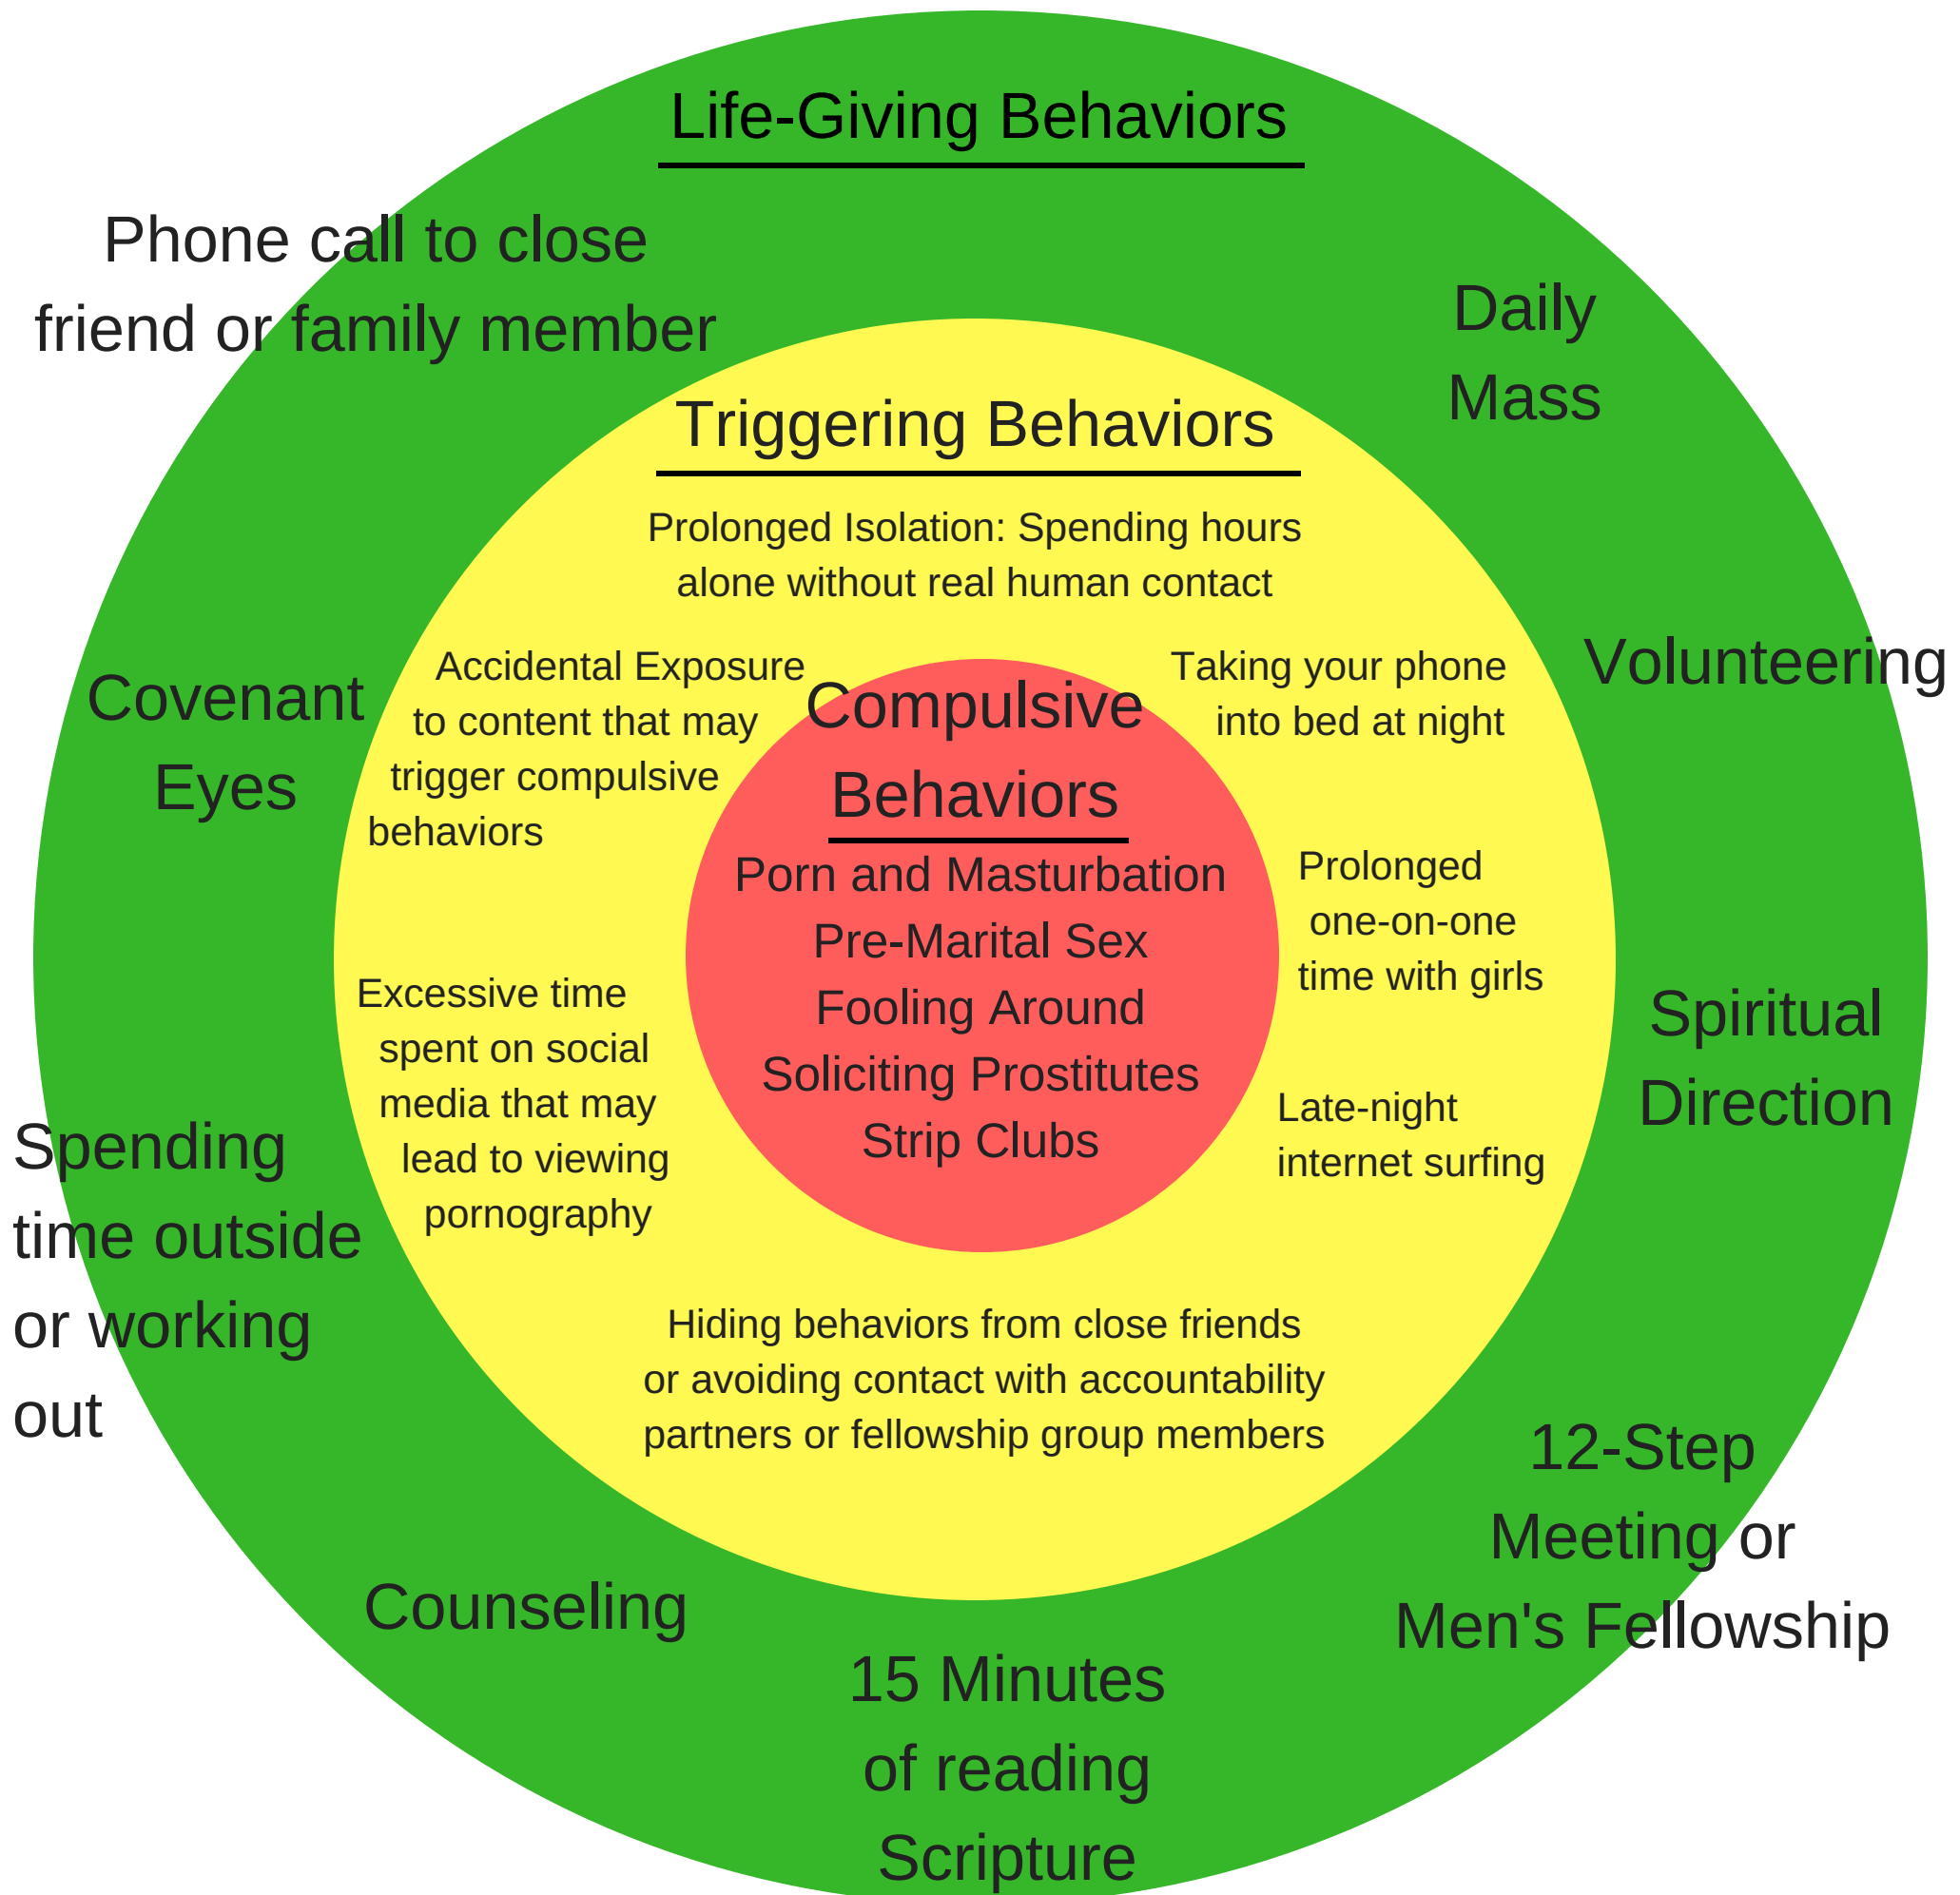 Life-Giving Behaviors
Phone call to close
friend or family member
Daily
Mass
Triggering Behaviors
Prolonged Isolation: Spending hours
alone without real human contact
Accidental Exposure
to content that may
trigger compulsive
behaviors
Taking your phone
into bed at night
Covenant
Eyes
Volunteering
Compulsive
Behaviors
Porn and Masturbation
Pre-Marital Sex
Fooling Around
Soliciting Prostitutes
Strip Clubs
Prolonged
one-on-one
time with girls
Excessive time
spent on social
media that may
lead to viewing
pornography
Late-night
internet surfing
Spiritual
Direction
Spending
time outside
or working
out
Hiding behaviors from close friends
or avoiding contact with accountability
partners or fellowship group members
12-Step
Meeting or
Men's Fellowship
Counseling
15 Minutes
of reading
Scripture